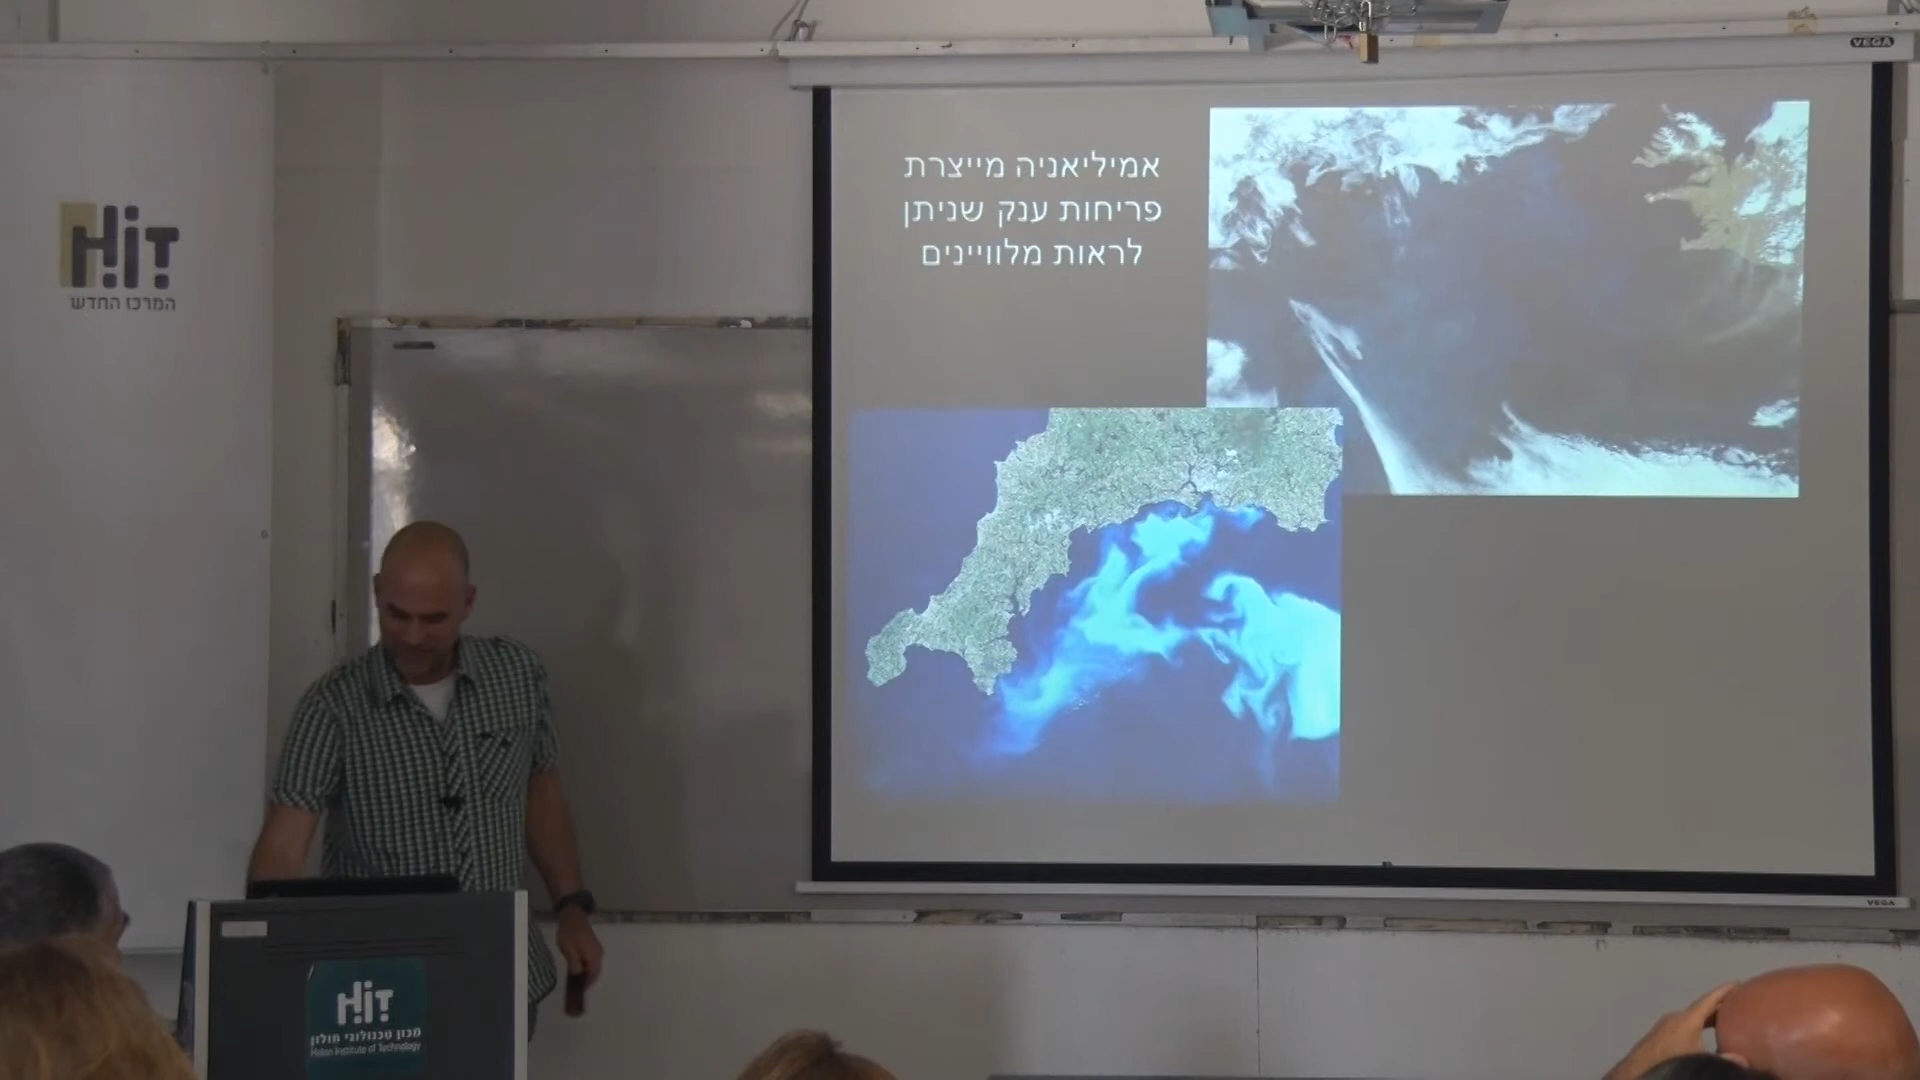 VEGA
אמיליאניה מייצרת
פריחות ענק שניתן
לראות מלוויינים
HiT
המרכז החדש
VEGA
HiT
מכון טכנולוגי חולון
Holon Institute of Technology